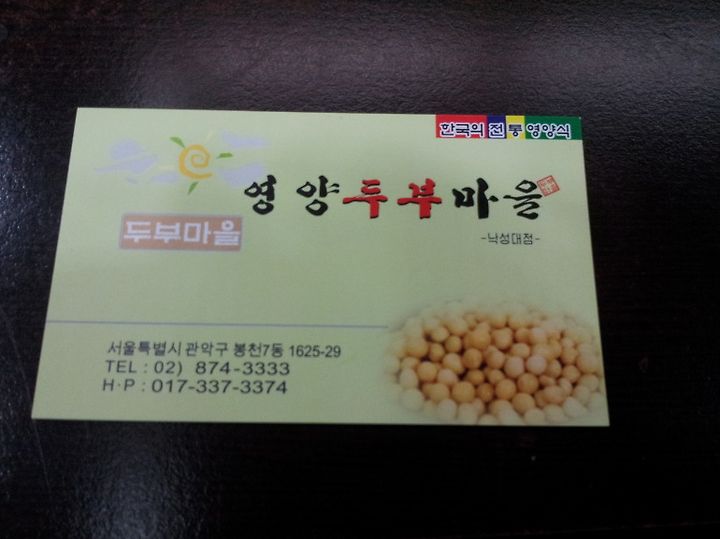 한국의 전통 영양식
영양두부마을
두부마을
-낙성대점-
서울특별시 관악구 봉천7동 1625-29
TEL : 02) 874-3333
H·P : 017-337-3374